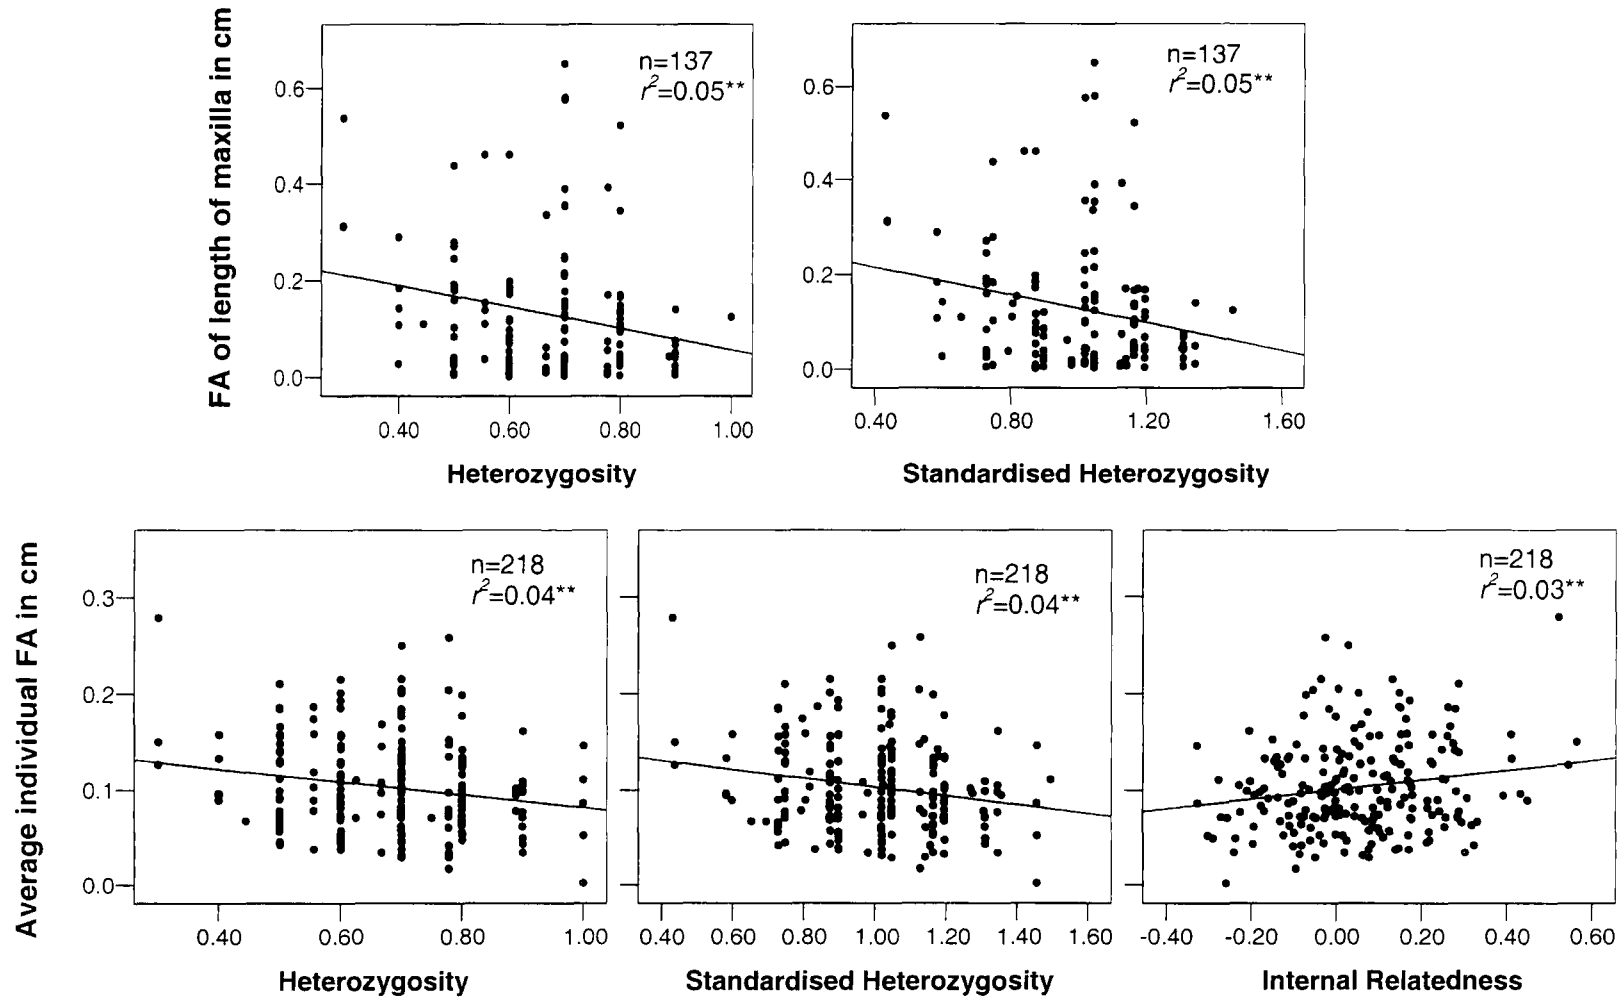 FA of length of maxilla in cm
0.6
0.4
0.2
0.0
n=137
r²=0.05**
0.40 0.60 0.80 1.00
Heterozygosity
0.6
0.4
0.2
0.0
n=137
r²=0.05**
0.40 0.80 1.20 1.60
Standardised Heterozygosity
Average individual FA in cm
0.3
0.2
0.1
0.0
n=218
r²=0.04**
0.40 0.60 0.80 1.00
Heterozygosity
n=218
r²=0.04**
0.40 0.60 0.80 1.00 1.20 1.40 1.60
Standardised Heterozygosity
n=218
r²=0.03**
-0.40 -0.20 0.00 0.20 0.40 0.60
Internal Relatedness